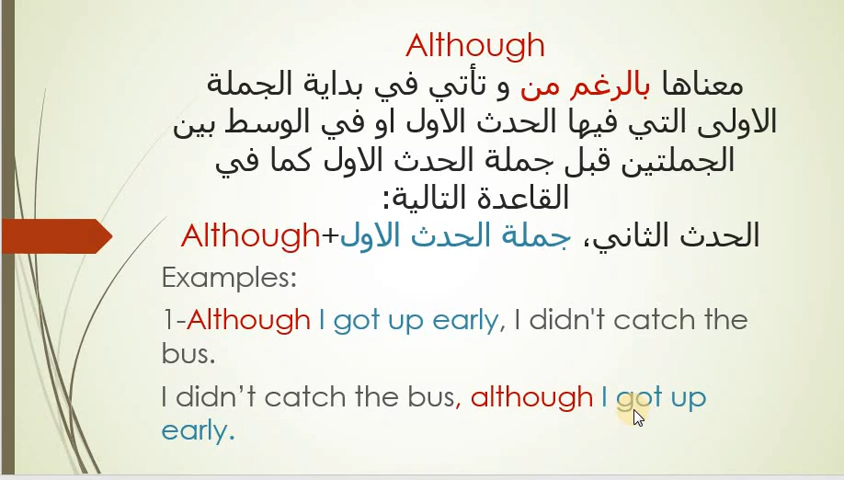 Although
معناها بالرغم من و تأتي في بداية الجملة
الاولى التي فيها الحدث الاول او في الوسط بين
الجملتين قبل جملة الحدث الاول كما في
القاعدة التالية:
Although+جملة الحدث الاول، الحدث الثاني
Examples:
1-Although I got up early, I didn't catch the
bus.
I didn’t catch the bus, although I got up
early.